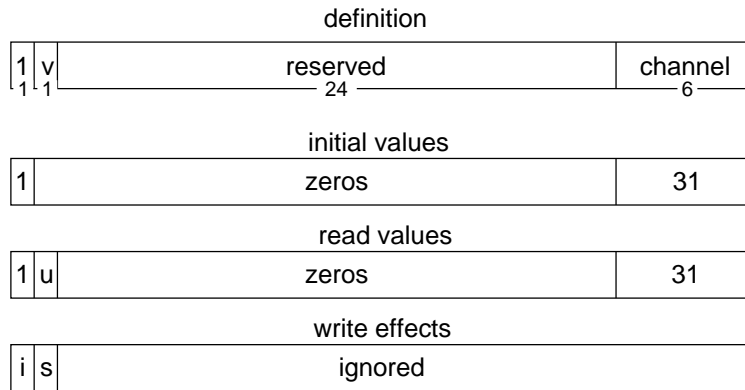 definition
1 v reserved channel
1 1 24 6
initial values
1 zeros 31
read values
1 u zeros 31
write effects
i s ignored